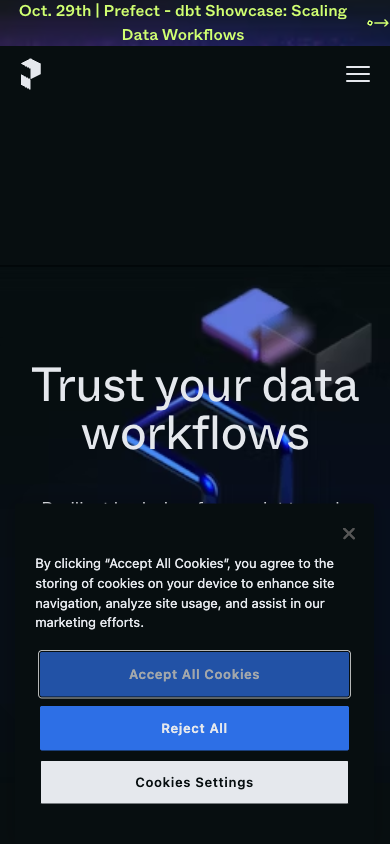 Oct. 29th | Prefect - dbt Showcase: Scaling
Data Workflows
Trust your data
workflows
By clicking “Accept All Cookies”, you agree to the
storing of cookies on your device to enhance site
navigation, analyze site usage, and assist in our
marketing efforts.
Accept All Cookies
Reject All
Cookies Settings